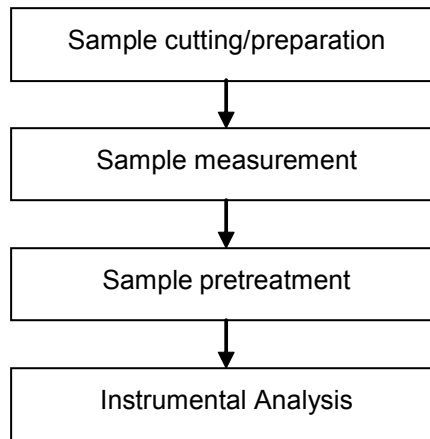 Sample cutting/preparation
Sample measurement
Sample pretreatment
Instrumental Analysis